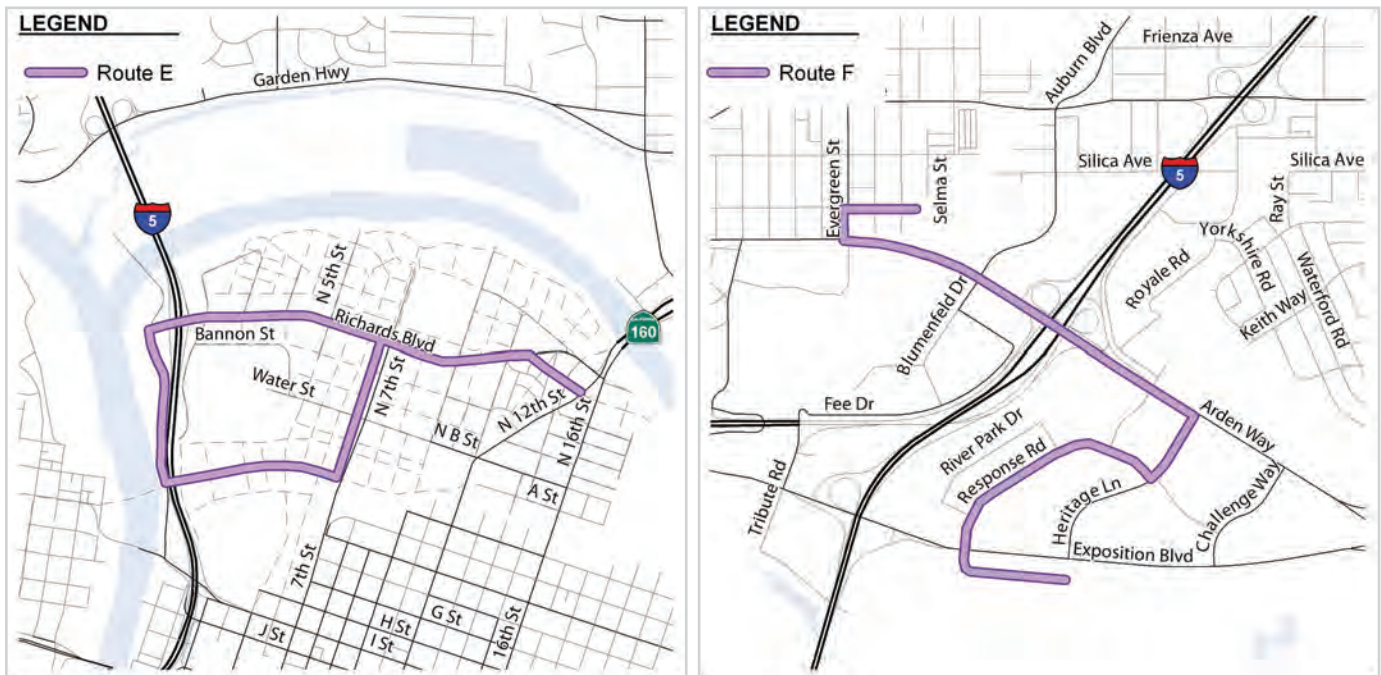 LEGEND
Route E
Garden Hwy
5
N 5th St
Richards Blvd
160
Bannon St
Water St
N 7th St
N 12th St
N B St
N 16th St
A St
7th St
G St
H St
I St
J St
16th St
LEGEND
Route F
Frienza Ave
Auburn Blvd
Evergreen St
Selma St
Silica Ave
5
Silica Ave
Ray St
Yorkshire Rd
Royale Rd
Waterford Rd
Keith Way
Blumenfeld Dr
Fee Dr
Arden Way
River Park Dr
Response Rd
Tribute Rd
Heritage Ln
Challenge Way
Exposition Blvd